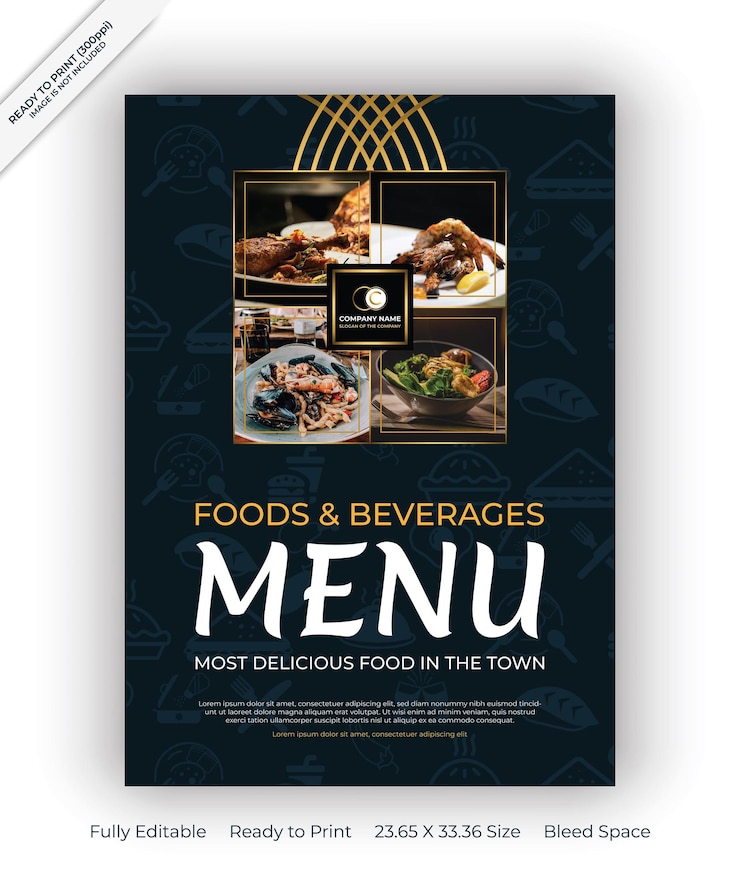 READY TO PRINT (300ppi)
IMAGE IS NOT INCLUDED
C
COMPANY NAME
SLOGAN OF THE COMPANY
FOODS & BEVERAGES
MENU
MOST DELICIOUS FOOD IN THE TOWN
Lorem ipsum dolor sit amet, consectetuer adipiscing elit, sed diam nonummy nibh euismod tincid-
unt ut laoreet dolore magna aliquam erat volutpat. Ut wisi enim ad minim veniam, quis nostrud
exerci tation ullamcorper suscipit lobortis nisl ut aliquip ex ea commodo consequat.
Lorem ipsum dolor sit amet, consectetuer adipiscing elit
Fully Editable Ready to Print 23.65 X 33.36 Size Bleed Space